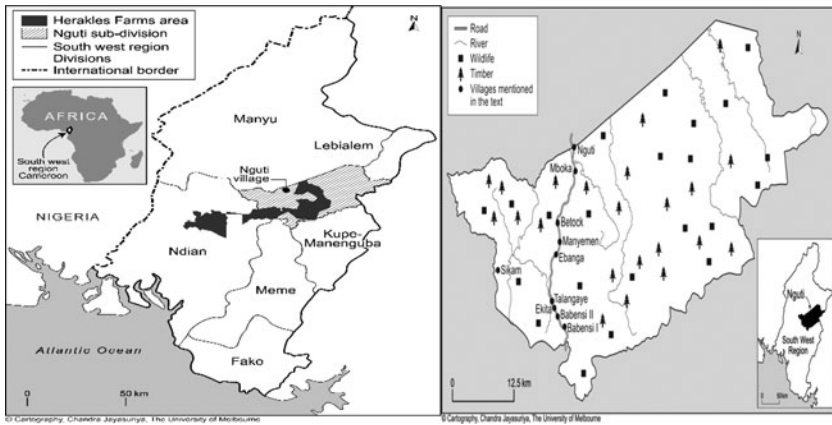 Herakles Farms area
Nguti sub-division
South west region
Divisions
International border
N
AFRICA
South west
region
Cameroon
Manyu
Lebialem
Nguti
village
NIGERIA
Ndian
Kupe-
Manenguba
Meme
Fako
Atlantic Ocean
0 50 km
© Cartography, Chandra Jayasuriya, The University of Melbourne
Road
River
Wildlife
Timber
Villages mentioned
in the text
N
Nguti
Mboka
Betock
Manyemen
Ebanga
Sikam
Talangaye
Ekita
Babensi II
Babensi I
Nguti
South West
Region
0 12.5 km
© Cartography, Chandra Jayasuriya, The University of Melbourne